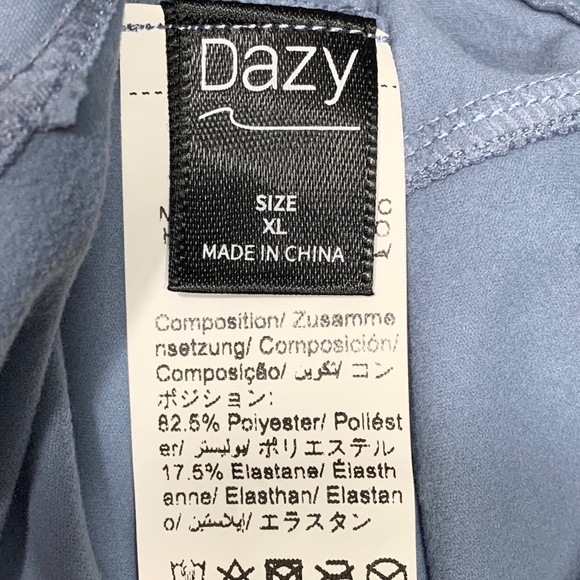 Dazy
SIZE
XL
MADE IN CHINA
Composition/ Zusamme
nsetzung/ Composición/
Composição/ تكوين/ コン
ポジション:
82.5% Polyester/ Poliést
er/ بوليستر/ ポリエステル
17.5% Elastane/ Élasth
anne/ Elasthan/ Elastan
o/ إيلاستين/ エラスタン